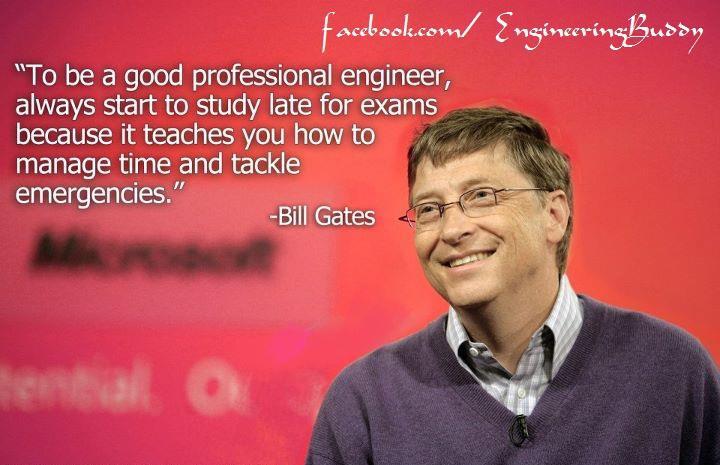 facebook.com/ EngineeringBuddy
“To be a good professional engineer,
always start to study late for exams
because it teaches you how to
manage time and tackle
emergencies.”
-Bill Gates
Microsoft
tential. O